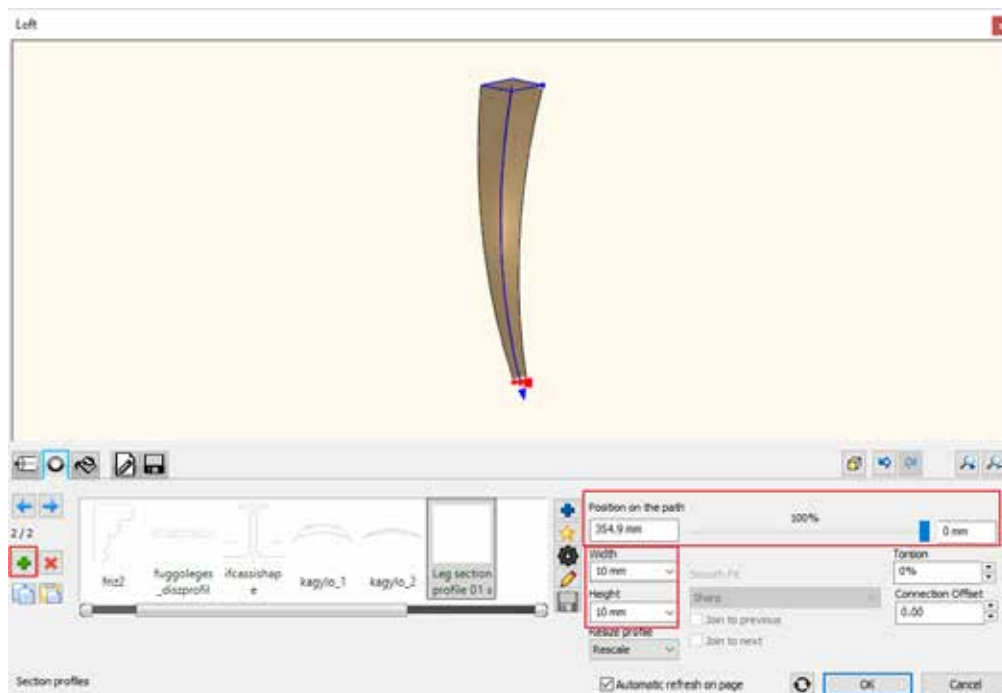 Loft
2/2
friz2
fuggoleges
_diszprofil
ifcassishap
e
kagylo_1
kagylo_2
Leg section
profile 01 s
Position on the path
354.9 mm
100%
0 mm
Width
10 mm
Height
10 mm
Resize profile
Rescale
Smooth Fit
Sharp
Join to previous
Join to next
Torsion
0%
Connection Offset
0.00
Section profiles
Automatic refresh on page
OK
Cancel